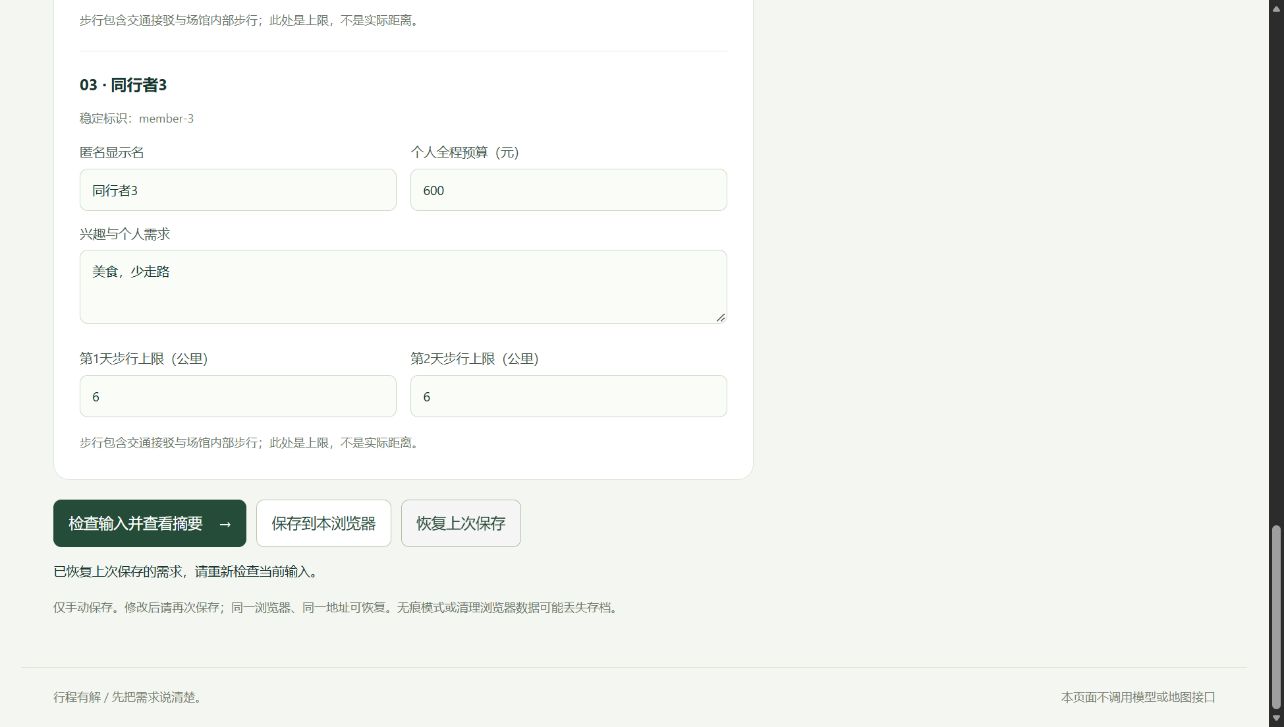 步行包含交通接驳与场馆内部步行；此处是上限，不是实际距离。
03 · 同行者3
稳定标识：member-3
匿名显示名
个人全程预算（元）
同行者3
600
兴趣与个人需求
美食，少走路
第1天步行上限（公里）
第2天步行上限（公里）
6
6
步行包含交通接驳与场馆内部步行；此处是上限，不是实际距离。
检查输入并查看摘要 →
保存到本浏览器
恢复上次保存
已恢复上次保存的需求，请重新检查当前输入。
仅手动保存。修改后请再次保存；同一浏览器、同一地址可恢复。无痕模式或清理浏览器数据可能丢失存档。
行程有解 / 先把需求说清楚。
本页面不调用模型或地图接口